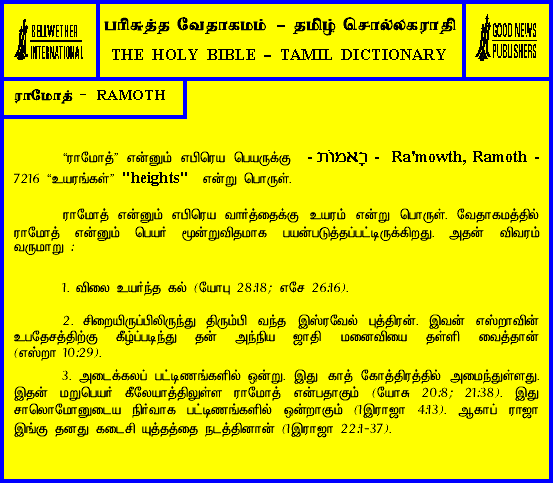 BELLWETHER
INTERNATIONAL
பரிசுத்த வேதாகமம் - தமிழ் சொல்லகராதி
THE HOLY BIBLE – TAMIL DICTIONARY
GOOD NEWS
PUBLISHERS
ராமோத் - RAMOTH
“ராமோத்” என்னும் எபிரெய பெயருக்கு - רָאמוֹת - Ra'mowth, Ramoth -
7216 “உயரங்கள்” "heights" என்று பொருள்.
ராமோத் என்னும் எபிரெய வார்த்தைக்கு உயரம் என்று பொருள். வேதாகமத்தில்
ராமோத் என்னும் பெயர் மூன்றுவிதமாக பயன்படுத்தப்பட்டிருக்கிறது. அதன் விவரம்
வருமாறு :
1. விலை உயர்ந்த கல் (யோபு 28:18; எசே 26:16).
2. சிறையிருப்பிலிருந்து திரும்பி வந்த இஸ்ரவேல் புத்திரன். இவன் எஸ்றாவின்
உபதேசத்திற்கு கீழ்ப்படிந்து தன் அந்நிய ஜாதி மனைவியை தள்ளி வைத்தான்
(எஸ்றா 10:29).
3. அடைக்கலப் பட்டிணங்களில் ஒன்று. இது காத் கோத்திரத்தில் அமைந்துள்ளது.
இதன் மறுபெயர் கீலேயாத்திலுள்ள ராமோத் என்பதாகும் (யோசு 20:8; 21:38). இது
சாலொமோனுடைய நிர்வாக பட்டிணங்களில் ஒன்றாகும் (1இராஜா 4:13). ஆகாப் ராஜா
இங்கு தனது கடைசி யுத்தத்தை நடத்தினான் (1இராஜா 22:1-37).